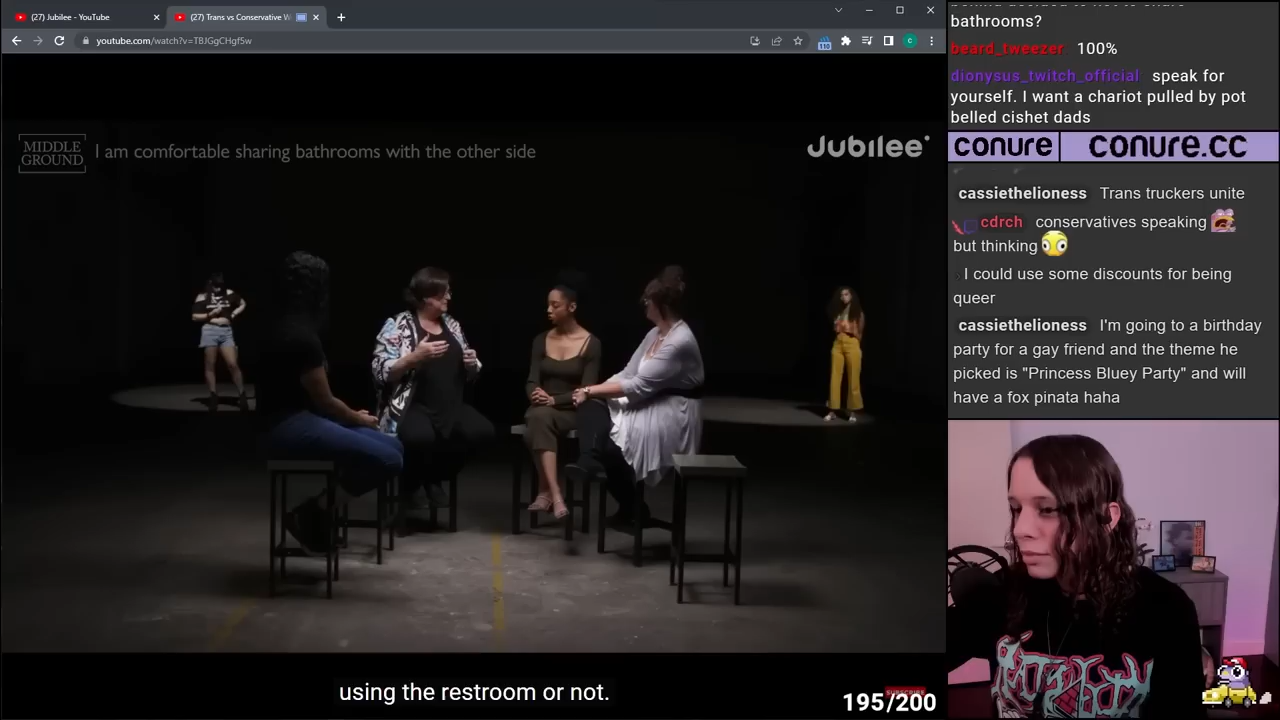 (27) Jubilee - YouTube
(27) Trans vs Conservative W
youtube.com/watch?v=TBJGgCHgf5w
MIDDLE
GROUND
I am comfortable sharing bathrooms with the other side
Jubilee
using the restroom or not.
SUBSCRIBE
195/200
bathrooms?
beard_tweezer 100%
dionysus_twitch_official speak for
yourself. I want a chariot pulled by pot
belled cishet dads
conure
conure.cc
cassiethelioness Trans truckers unite
cdrch conservatives speaking
but thinking
I could use some discounts for being
queer
cassiethelioness I'm going to a birthday
party for a gay friend and the theme he
picked is "Princess Bluey Party" and will
have a fox pinata haha